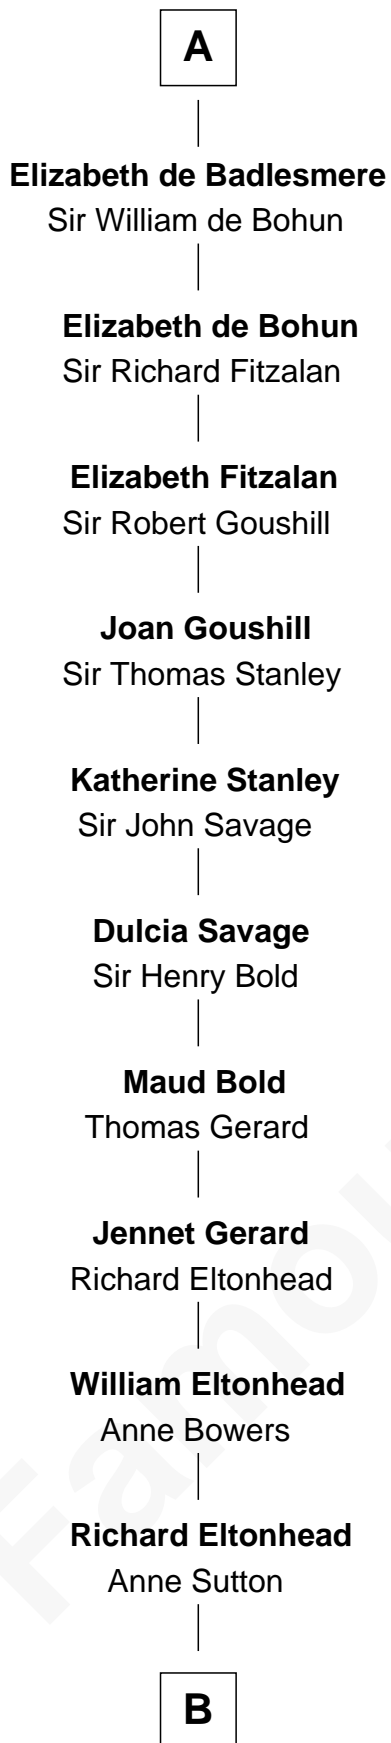 A
Elizabeth de Badlesmere
Sir William de Bohun
Elizabeth de Bohun
Sir Richard Fitzalan
Elizabeth Fitzalan
Sir Robert Goushill
Joan Goushill
Sir Thomas Stanley
Katherine Stanley
Sir John Savage
Dulcia Savage
Sir Henry Bold
Maud Bold
Thomas Gerard
Jennet Gerard
Richard Eltonhead
William Eltonhead
Anne Bowers
Richard Eltonhead
Anne Sutton
B